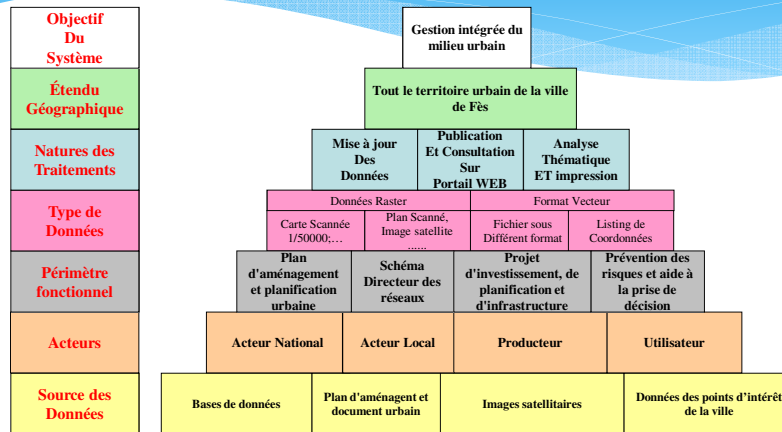 Objectif
Du
Système
Gestion intégrée du
milieu urbain
Étendu
Géographique
Tout le territoire urbain de la ville
de Fès
Natures des
Traitements
Mise à jour
Des
Données
Publication
Et Consultation
Sur
Portail WEB
Analyse
Thématique
ET impression
Type de
Données
Données Raster
Format Vecteur
Carte Scannée
1/50000;...
Plan Scanné,
Image satellite
......
Fichier sous
Différent format
Listing de
Coordonnées
Périmètre
fonctionnel
Plan
d'aménagement
et planification
urbaine
Schéma
Directeur des
réseaux
Projet
d'investissement, de
planification et
d'infrastructure
Prévention des
risques et aide à
la prise de
décision
Acteurs
Acteur National
Acteur Local
Producteur
Utilisateur
Source des
Données
Bases de données
Plan d'aménagent et
document urbain
Images satellitaires
Données des points d'intérêt
de la ville